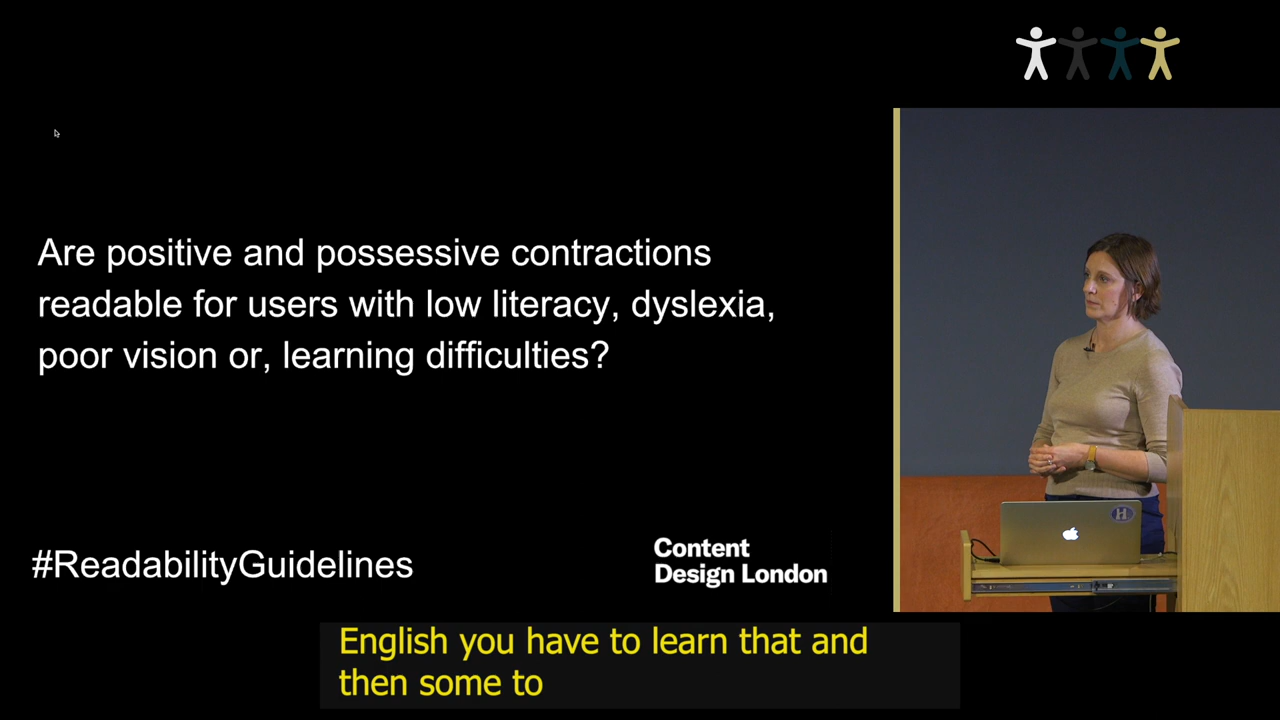 Are positive and possessive contractions
readable for users with low literacy, dyslexia,
poor vision or, learning difficulties?
#ReadabilityGuidelines
Content
Design London
H
English you have to learn that and
then some to